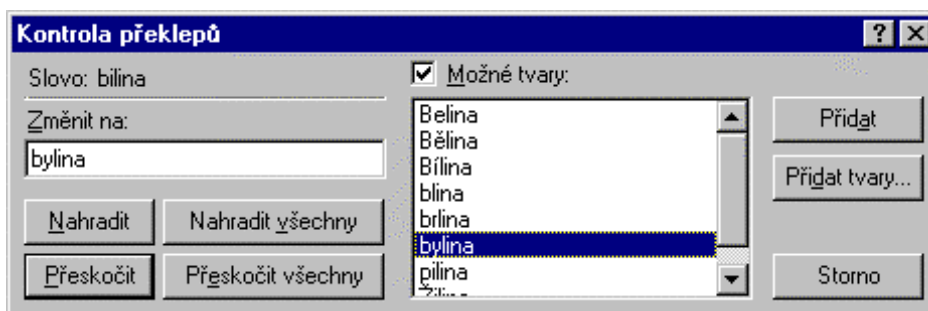 Kontrola překlepů
Slovo: bilina
Změnit na:
bylina
Nahradit
Nahradit všechny
Přeskočit
Přeskočit všechny
Možné tvary:
Belina
Bělina
Bílina
blina
brlina
bylina
pilina
Žilina
Přidat
Přidat tvary...
Storno